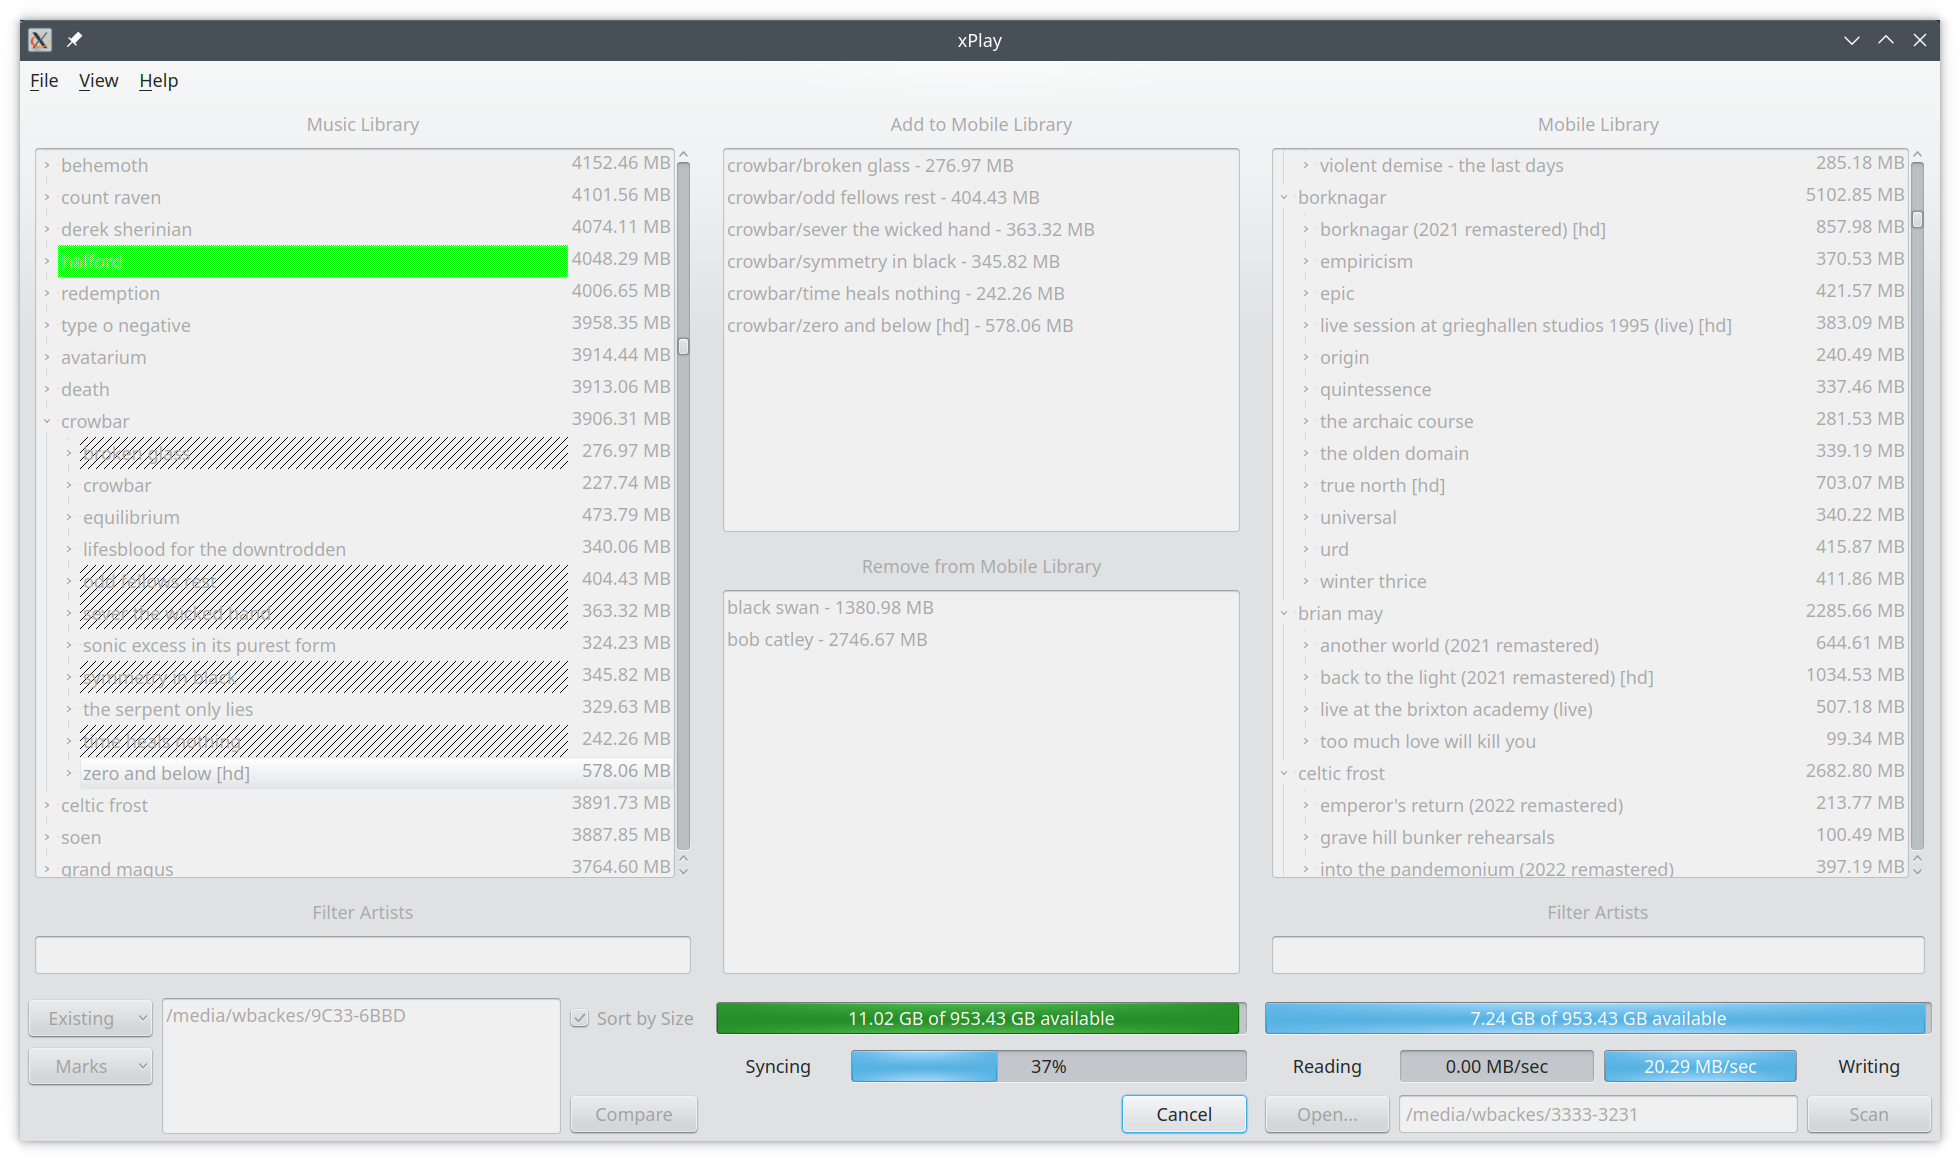 xPlay
File View Help
Music Library
behemoth 4152.46 MB
count raven 4101.56 MB
derek sherinian 4074.11 MB
halford 4048.29 MB
redemption 4006.65 MB
type o negative 3958.35 MB
avatarium 3914.44 MB
death 3913.06 MB
crowbar 3906.31 MB
broken glass 276.97 MB
crowbar 227.74 MB
equilibrium 473.79 MB
lifesblood for the downtrodden 340.06 MB
odd fellows rest 404.43 MB
sever the wicked hand 363.32 MB
sonic excess in its purest form 324.23 MB
symmetry in black 345.82 MB
the serpent only lies 329.63 MB
time heals nothing 242.26 MB
zero and below [hd] 578.06 MB
celtic frost 3891.73 MB
soen 3887.85 MB
grand magus 3764.60 MB
Filter Artists
Existing
Marks
/media/wbackes/9C33-6BBD
Sort by Size
Compare
Add to Mobile Library
crowbar/broken glass - 276.97 MB
crowbar/odd fellows rest - 404.43 MB
crowbar/sever the wicked hand - 363.32 MB
crowbar/symmetry in black - 345.82 MB
crowbar/time heals nothing - 242.26 MB
crowbar/zero and below [hd] - 578.06 MB
Remove from Mobile Library
black swan - 1380.98 MB
bob catley - 2746.67 MB
11.02 GB of 953.43 GB available
Syncing 37%
Cancel
Mobile Library
violent demise - the last days 285.18 MB
borknagar 5102.85 MB
borknagar (2021 remastered) [hd] 857.98 MB
empiricism 370.53 MB
epic 421.57 MB
live session at grieghallen studios 1995 (live) [hd] 383.09 MB
origin 240.49 MB
quintessence 337.46 MB
the archaic course 281.53 MB
the olden domain 339.19 MB
true north [hd] 703.07 MB
universal 340.22 MB
urd 415.87 MB
winter thrice 411.86 MB
brian may 2285.66 MB
another world (2021 remastered) 644.61 MB
back to the light (2021 remastered) [hd] 1034.53 MB
live at the brixton academy (live) 507.18 MB
too much love will kill you 99.34 MB
celtic frost 2682.80 MB
emperor's return (2022 remastered) 213.77 MB
grave hill bunker rehearsals 100.49 MB
into the pandemonium (2022 remastered) 397.19 MB
Filter Artists
7.24 GB of 953.43 GB available
Reading 0.00 MB/sec 20.29 MB/sec Writing
Open... /media/wbackes/3333-3231 Scan